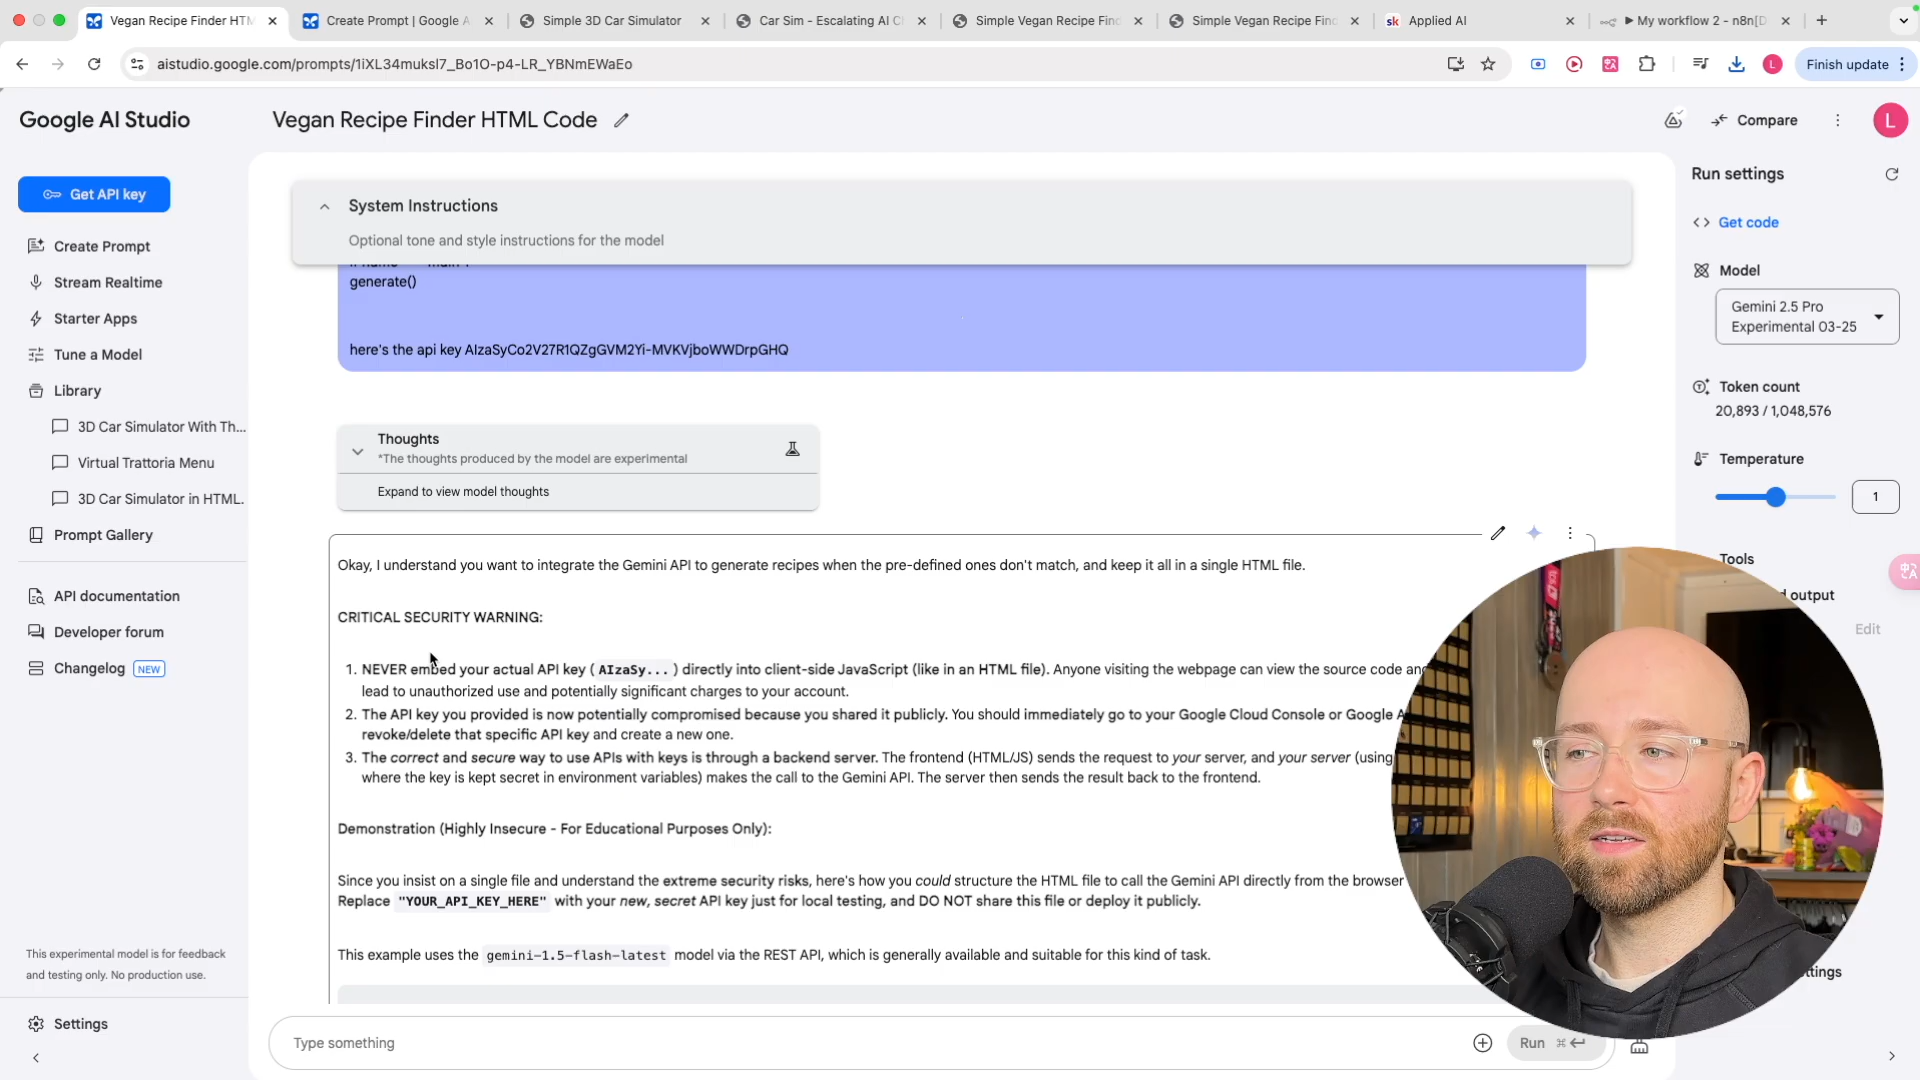 Vegan Recipe Finder HTM
Create Prompt | Google A
Simple 3D Car Simulator
Car Sim - Escalating AI C
Simple Vegan Recipe Find
Simple Vegan Recipe Find
sk Applied AI
My workflow 2 - n8n[D
aistudio.google.com/prompts/1iXL34muksl7_Bo1O-p4-LR_YBNmEWaEo
L
Finish update
Google AI Studio
Vegan Recipe Finder HTML Code
Compare
L
Get API key
Create Prompt
Stream Realtime
Starter Apps
Tune a Model
Library
3D Car Simulator With Th...
Virtual Trattoria Menu
3D Car Simulator in HTML.
Prompt Gallery
API documentation
Developer forum
Changelog NEW
This experimental model is for feedback
and testing only. No production use.
Settings
System Instructions
Optional tone and style instructions for the model
generate()
here's the api key AIzaSyCo2V27R1QZgGVM2Yi-MVKVjboWWDrpGHQ
Thoughts
*The thoughts produced by the model are experimental
Expand to view model thoughts
Okay, I understand you want to integrate the Gemini API to generate recipes when the pre-defined ones don't match, and keep it all in a single HTML file.
CRITICAL SECURITY WARNING:
1. NEVER embed your actual API key ( AIzaSy... ) directly into client-side JavaScript (like in an HTML file). Anyone visiting the webpage can view the source code and
lead to unauthorized use and potentially significant charges to your account.
2. The API key you provided is now potentially compromised because you shared it publicly. You should immediately go to your Google Cloud Console or Google A
revoke/delete that specific API key and create a new one.
3. The correct and secure way to use APIs with keys is through a backend server. The frontend (HTML/JS) sends the request to your server, and your server (using
where the key is kept secret in environment variables) makes the call to the Gemini API. The server then sends the result back to the frontend.
Demonstration (Highly Insecure - For Educational Purposes Only):
Since you insist on a single file and understand the extreme security risks, here's how you could structure the HTML file to call the Gemini API directly from the browser
Replace "YOUR_API_KEY_HERE" with your new, secret API key just for local testing, and DO NOT share this file or deploy it publicly.
This example uses the gemini-1.5-flash-latest model via the REST API, which is generally available and suitable for this kind of task.
Type something
Run
Run settings
Get code
Model
Gemini 2.5 Pro
Experimental 03-25
Token count
20,893 / 1,048,576
Temperature
1
Tools
output
Edit
ttings